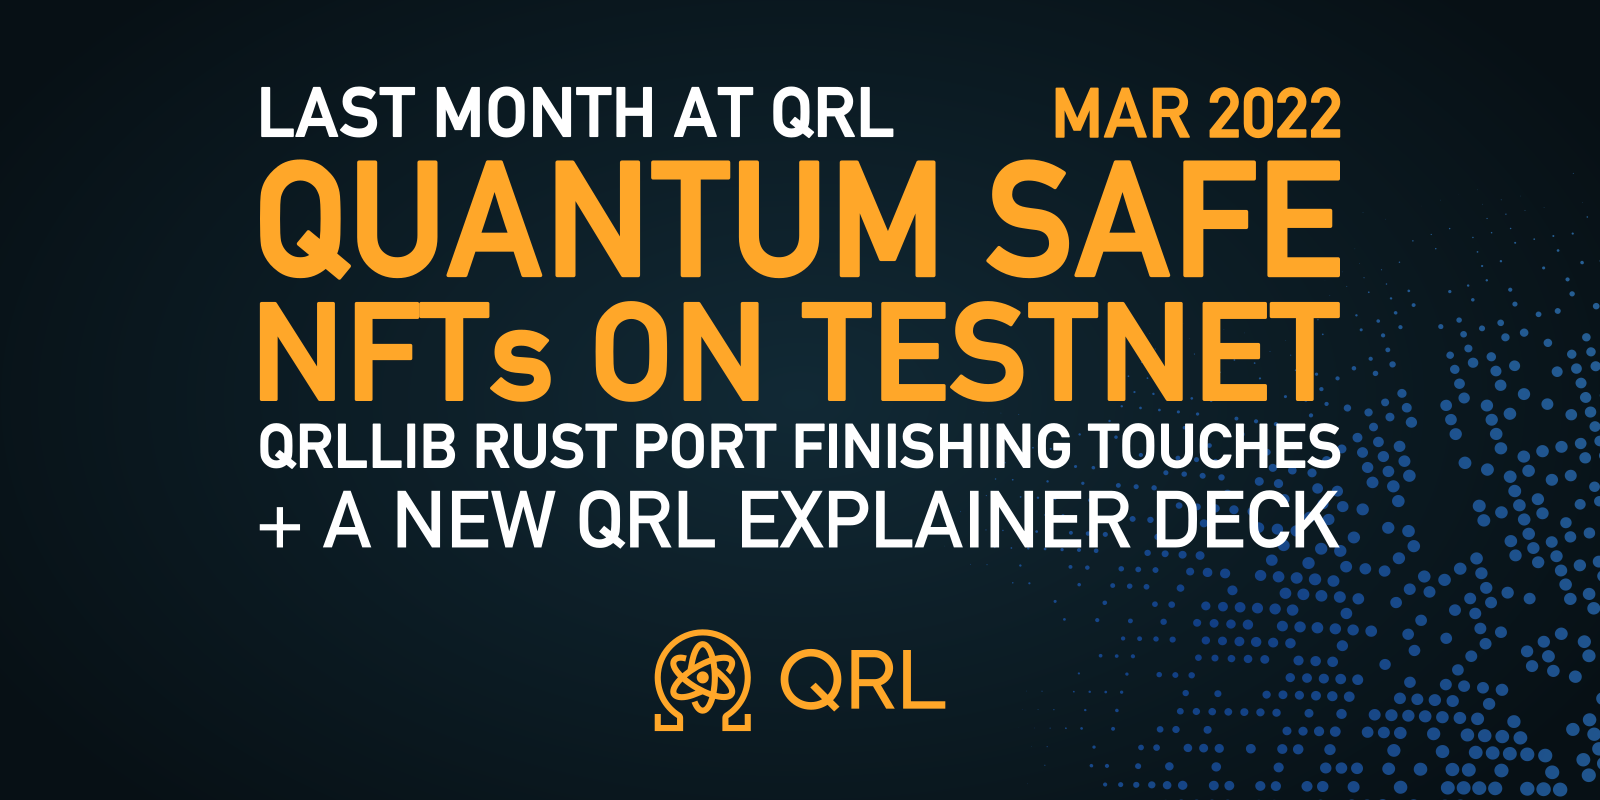 LAST MONTH AT QRL MAR 2022
QUANTUM SAFE
NFTs ON TESTNET
QRLLIB RUST PORT FINISHING TOUCHES
+ A NEW QRL EXPLAINER DECK
QRL